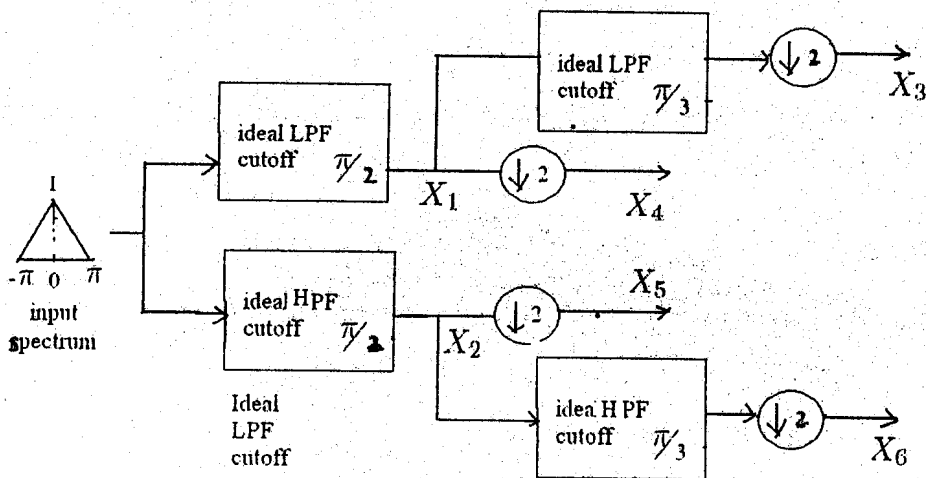 ideal LPF
cutoff π/3
↓2
X3
ideal LPF
cutoff π/2
X1
↓2
X4
1
-π 0 π
input
spectrum
ideal HPF
cutoff π/2
X2
↓2
X5
Ideal
LPF
cutoff
ideal HPF
cutoff π/3
↓2
X6